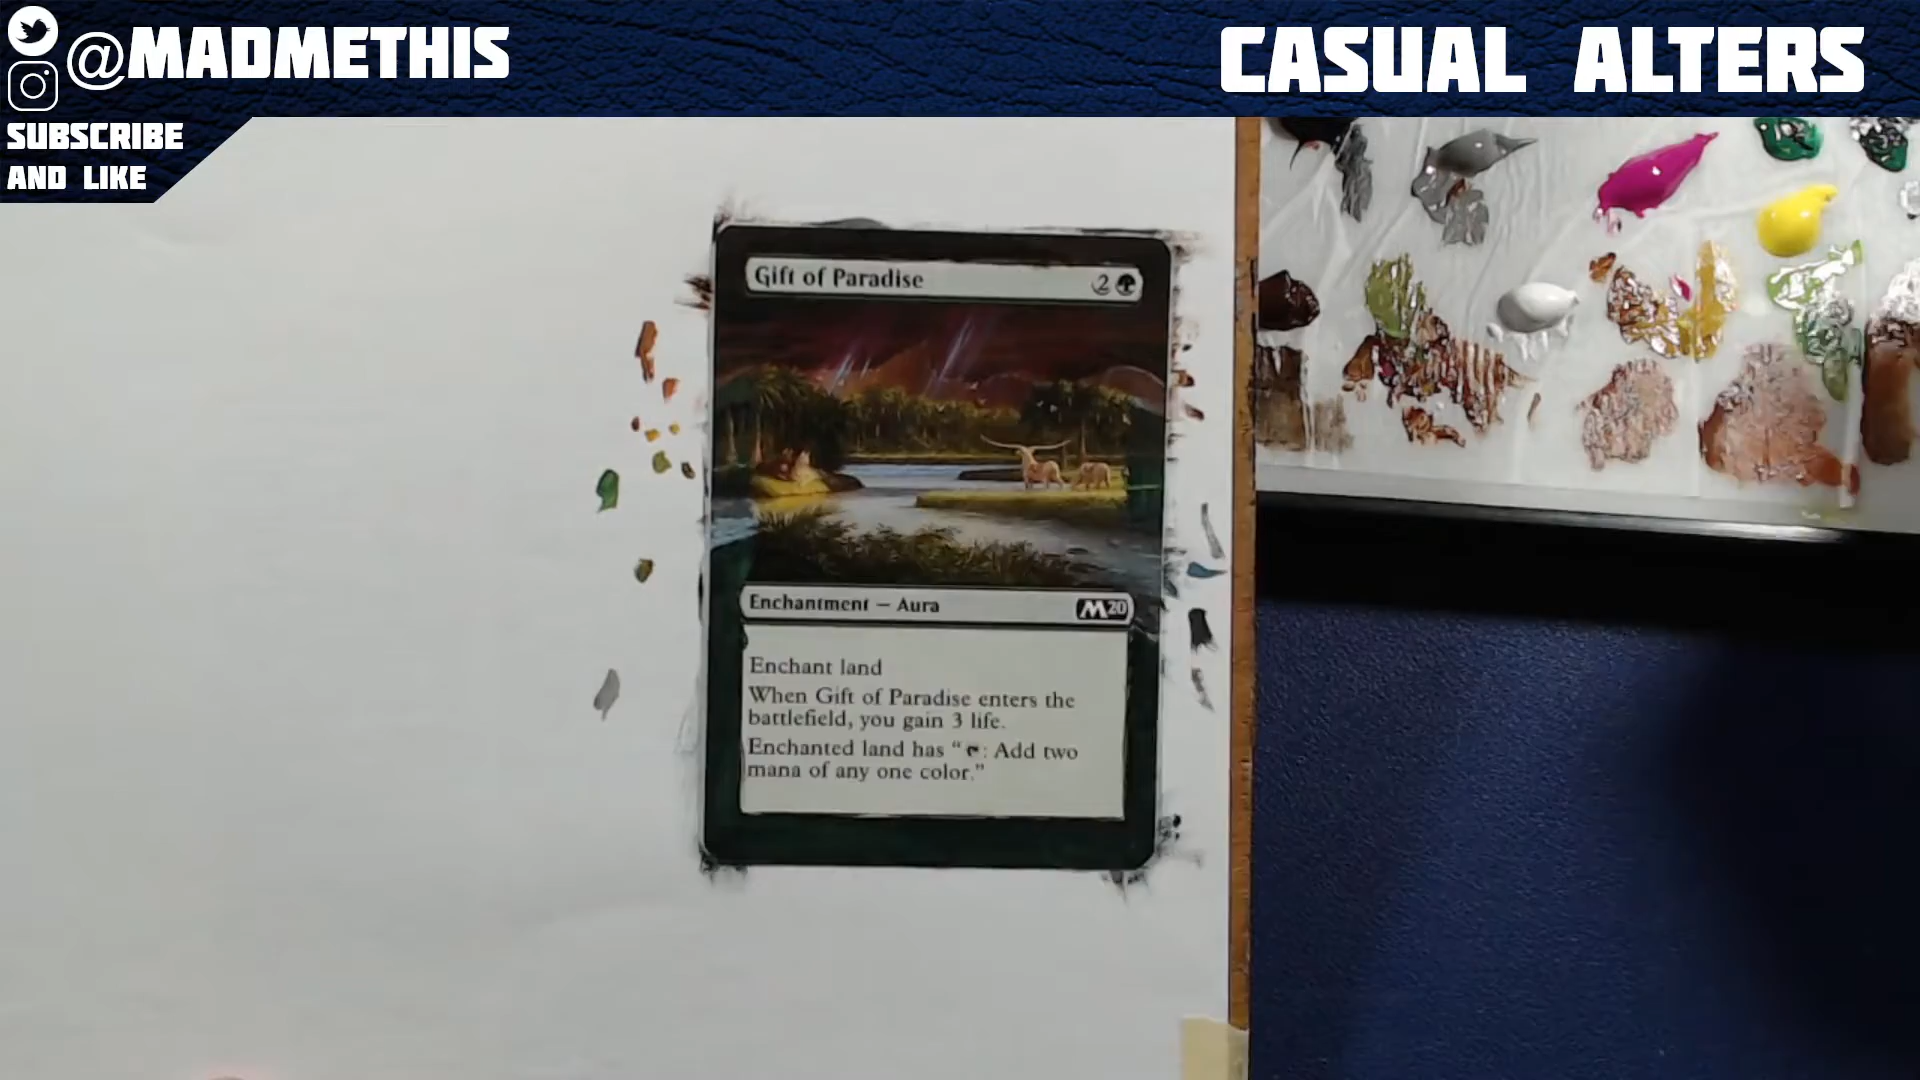 @MADMETHIS
CASUAL ALTERS
SUBSCRIBE
AND LIKE
Gift of Paradise 2
Enchantment — Aura M20
Enchant land
When Gift of Paradise enters the
battlefield, you gain 3 life.
Enchanted land has “ : Add two
mana of any one color.”